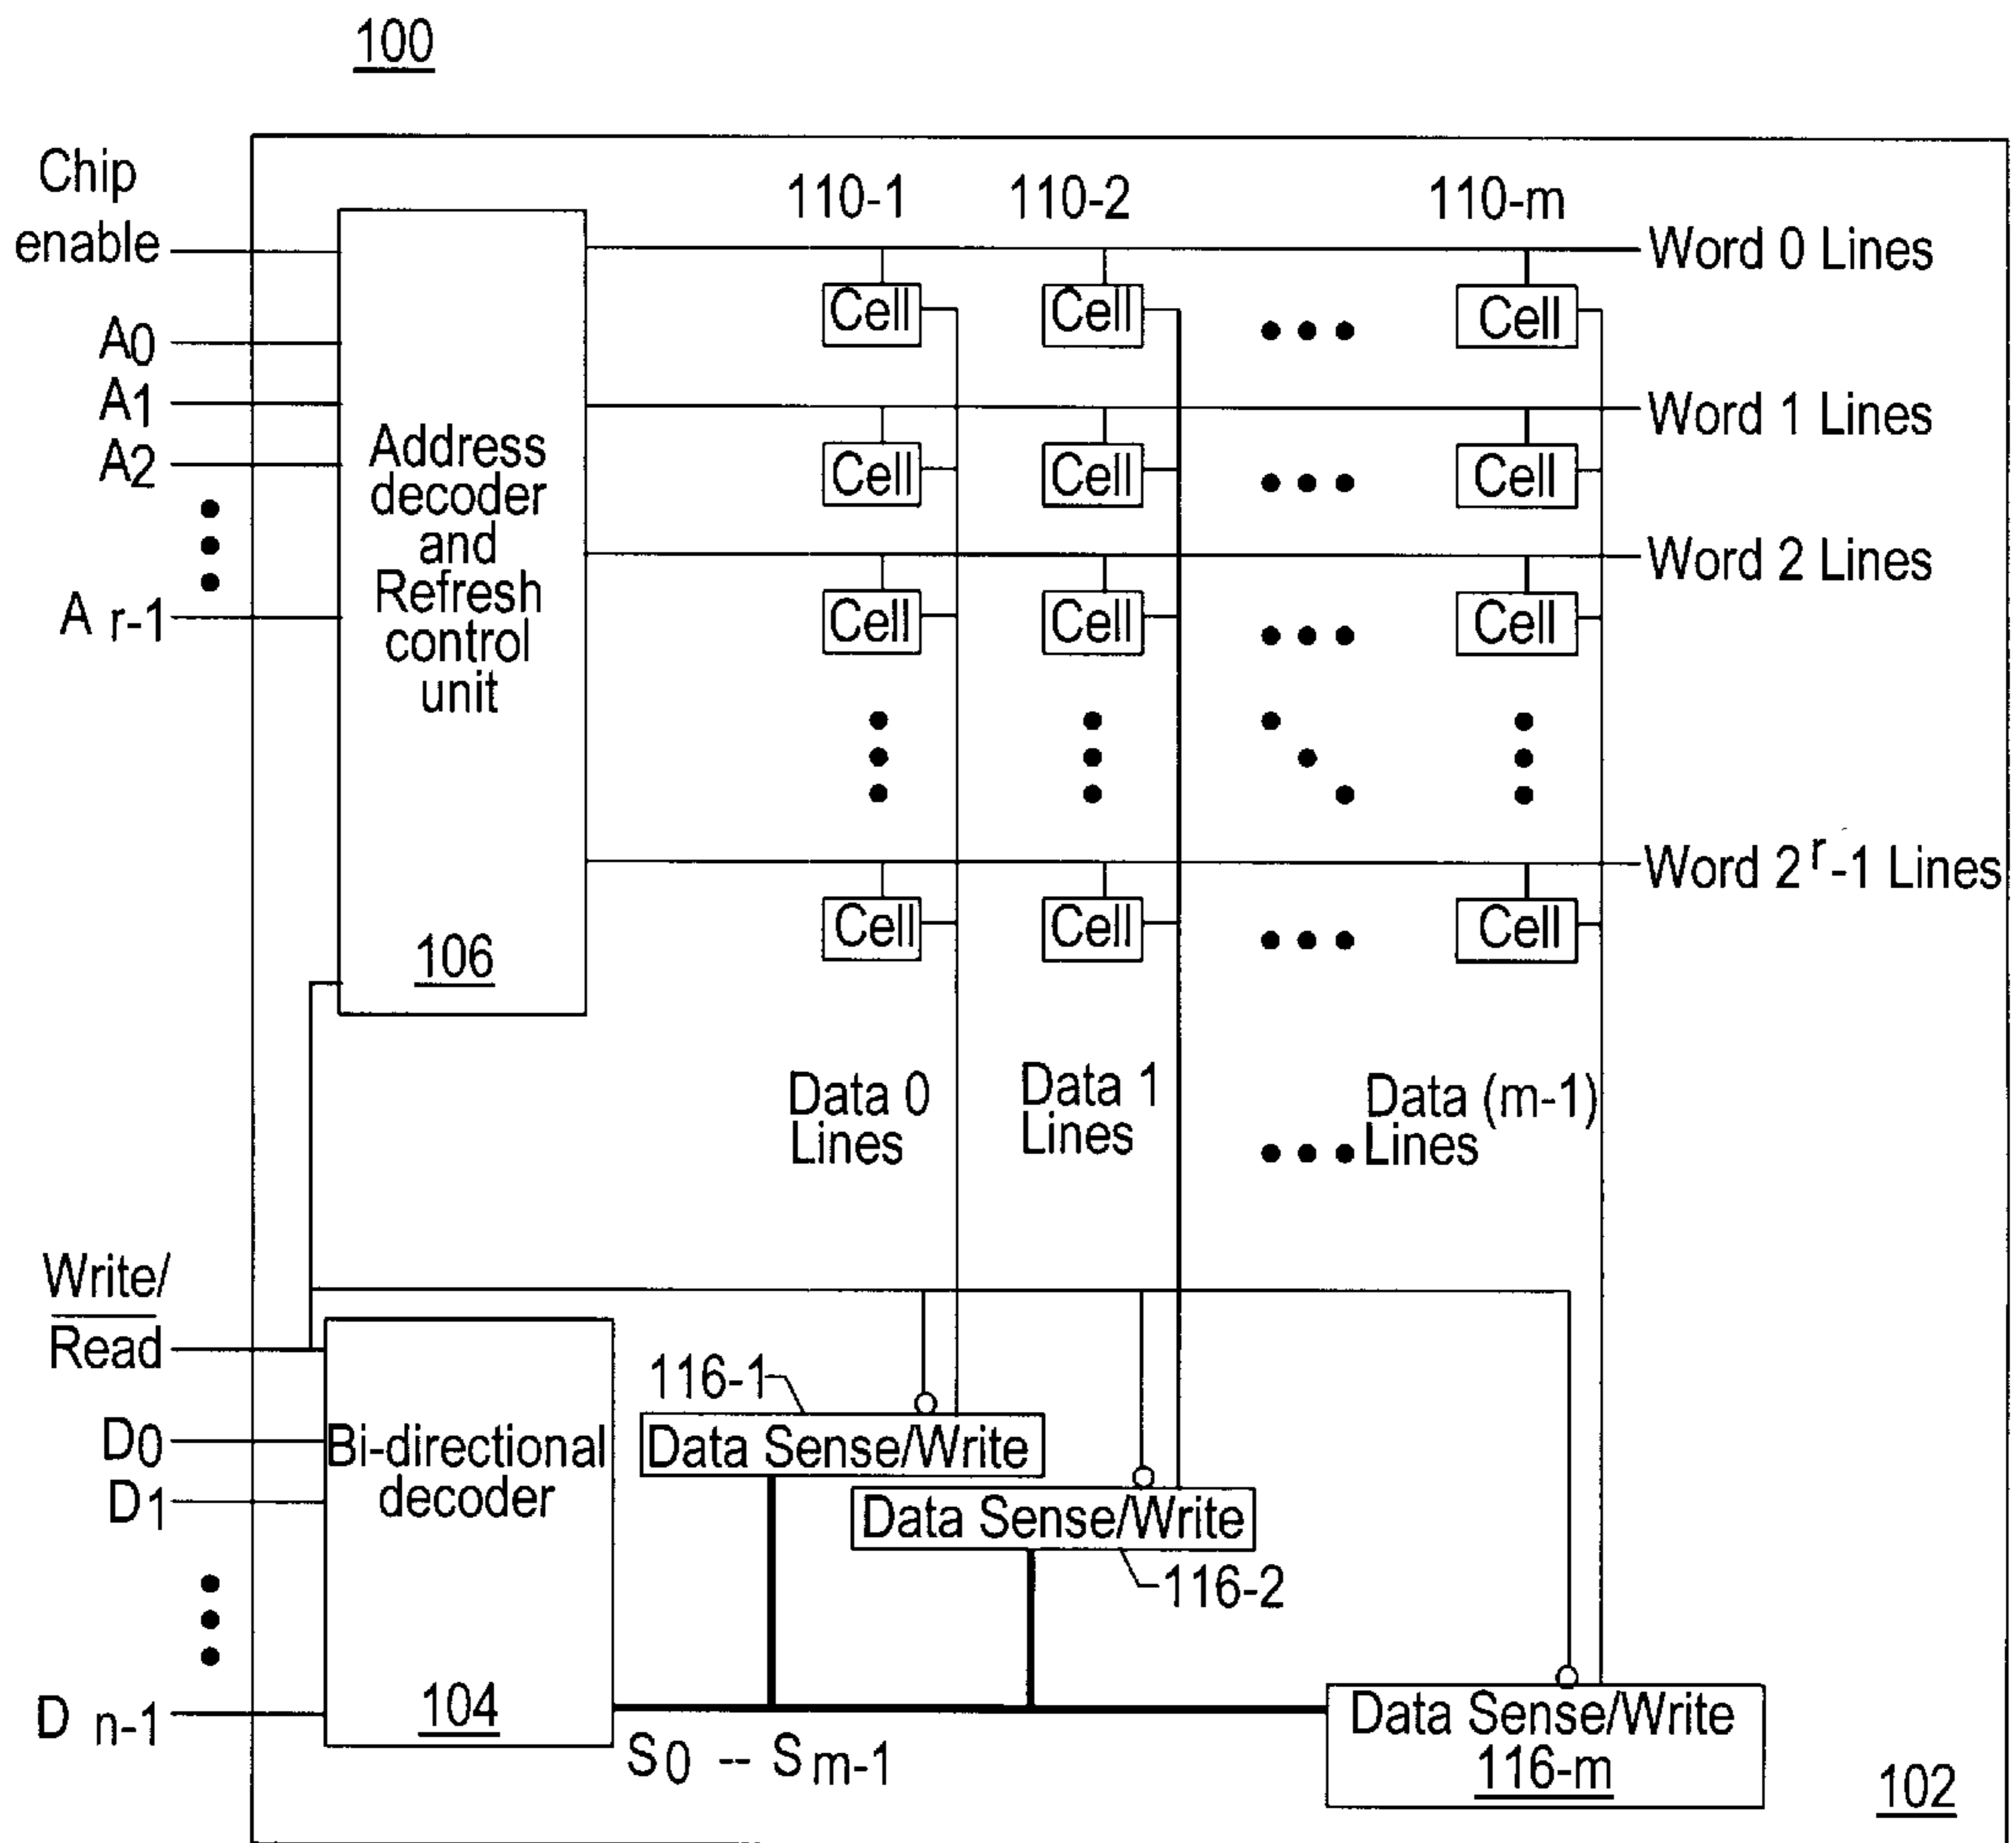 100
Chip
enable
110-1 110-2 110-m
Word 0 Lines
Cell Cell Cell
A0
A1
Word 1 Lines
A2
Cell Cell Cell
Address
decoder
and
Refresh
control
unit
Word 2 Lines
A r-1
Cell Cell Cell
Word 2^r-1 Lines
Cell Cell Cell
106
Data 0
Lines
Data 1
Lines
Data (m-1)
Lines
Write/
Read
116-1
D0
Bi-directional
decoder
Data Sense/Write
D1
Data Sense/Write
116-2
D n-1
104
S0 -- Sm-1
Data Sense/Write
116-m
102